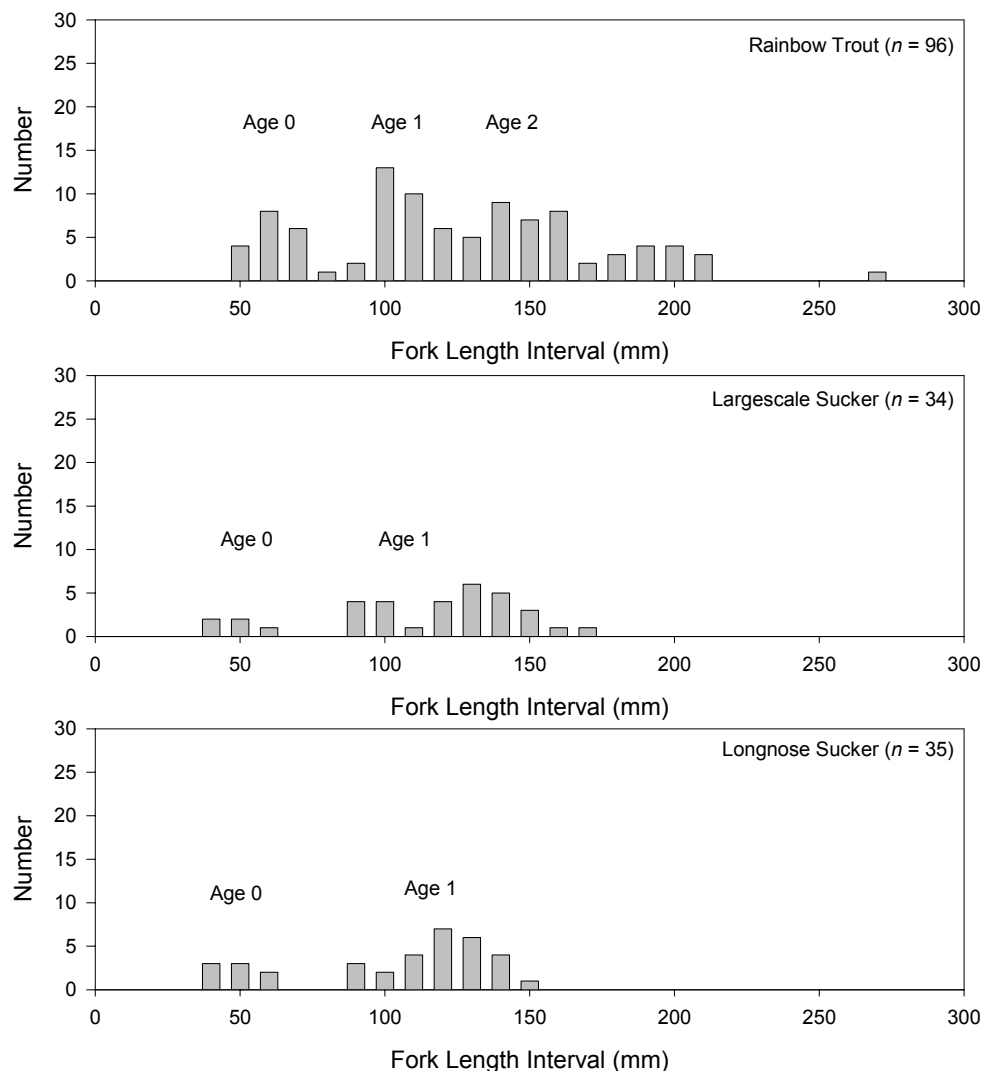 30
Rainbow Trout (n = 96)
25
20
Age 0 Age 1 Age 2
15
Number
10
5
0
0 50 100 150 200 250 300
Fork Length Interval (mm)
30
Largescale Sucker (n = 34)
25
20
15
Number
Age 0 Age 1
10
5
0
0 50 100 150 200 250 300
Fork Length Interval (mm)
30
Longnose Sucker (n = 35)
25
20
15
Number
Age 0 Age 1
10
5
0
0 50 100 150 200 250 300
Fork Length Interval (mm)